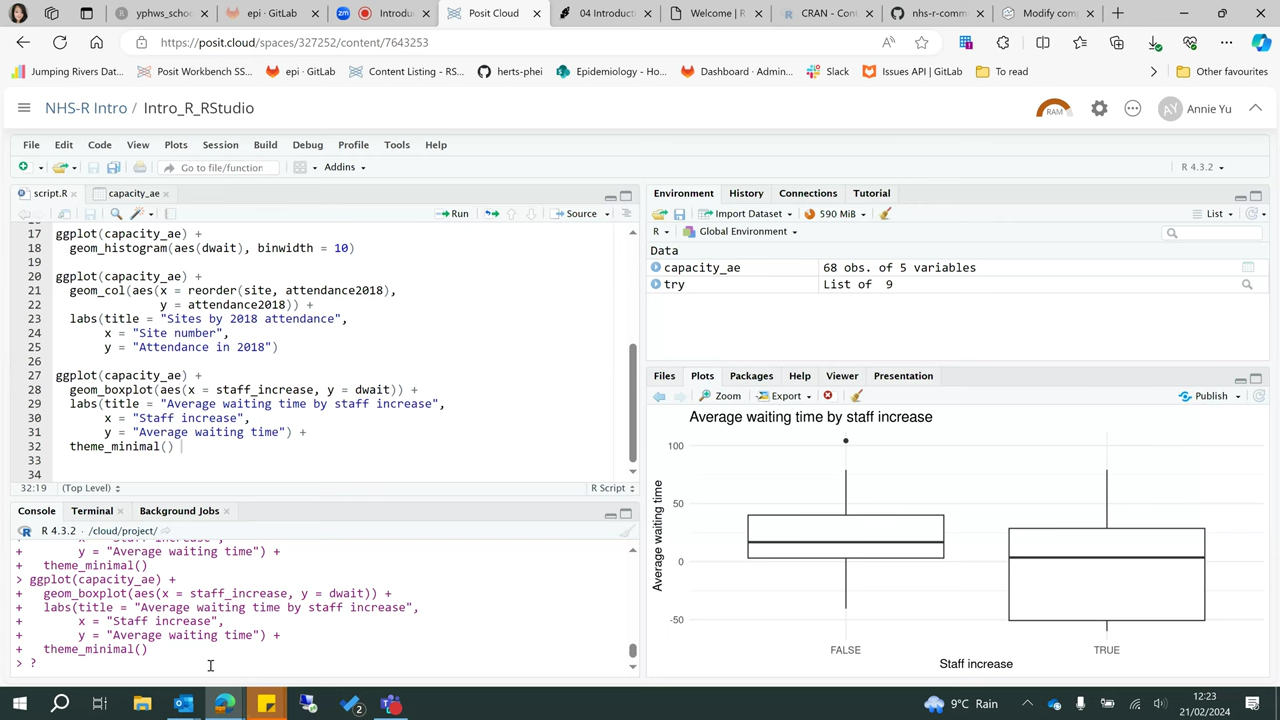 yphws_scho
epi · GitLab
Introdu
Posit Cloud
04 Introduct
Welcome | R
CRAN - Con
nhs-r-comm
Modify com
https://posit.cloud/spaces/327252/content/7643253
Jumping Rivers Dat...
Posit Workbench SS...
epi · GitLab
Content Listing - RS...
herts-phei
Epidemiology - Ho...
Dashboard · Admin...
Slack
Issues API | GitLab
To read
Other favourites
NHS-R Intro / Intro_R_RStudio
RAM
AY
Annie Yu
File Edit Code View Plots Session Build Debug Profile Tools Help
Go to file/function
Addins
R 4.3.2
script.R
capacity_ae
Run
Source
17 ggplot(capacity_ae) +
18 geom_histogram(aes(dwait), binwidth = 10)
19
20 ggplot(capacity_ae) +
21 geom_col(aes(x = reorder(site, attendance2018),
22 y = attendance2018)) +
23 labs(title = "Sites by 2018 attendance",
24 x = "Site number",
25 y = "Attendance in 2018")
26
27 ggplot(capacity_ae) +
28 geom_boxplot(aes(x = staff_increase, y = dwait)) +
29 labs(title = "Average waiting time by staff increase",
30 x = "Staff increase",
31 y = "Average waiting time") +
32 theme_minimal()
33
34
32:19 (Top Level) R Script
Console Terminal Background Jobs
R 4.3.2 · /cloud/project/
+ x = "Staff increase",
+ y = "Average waiting time") +
+ theme_minimal()
> ggplot(capacity_ae) +
+ geom_boxplot(aes(x = staff_increase, y = dwait)) +
+ labs(title = "Average waiting time by staff increase",
+ x = "Staff increase",
+ y = "Average waiting time") +
+ theme_minimal()
> ?
Environment History Connections Tutorial
Import Dataset 590 MiB List
R Global Environment
Data
capacity_ae 68 obs. of 5 variables
try List of 9
Files Plots Packages Help Viewer Presentation
Zoom Export Publish
Average waiting time by staff increase
100
50
0
-50
Average waiting time
FALSE TRUE
Staff increase
2
9°C Rain
12:23
21/02/2024